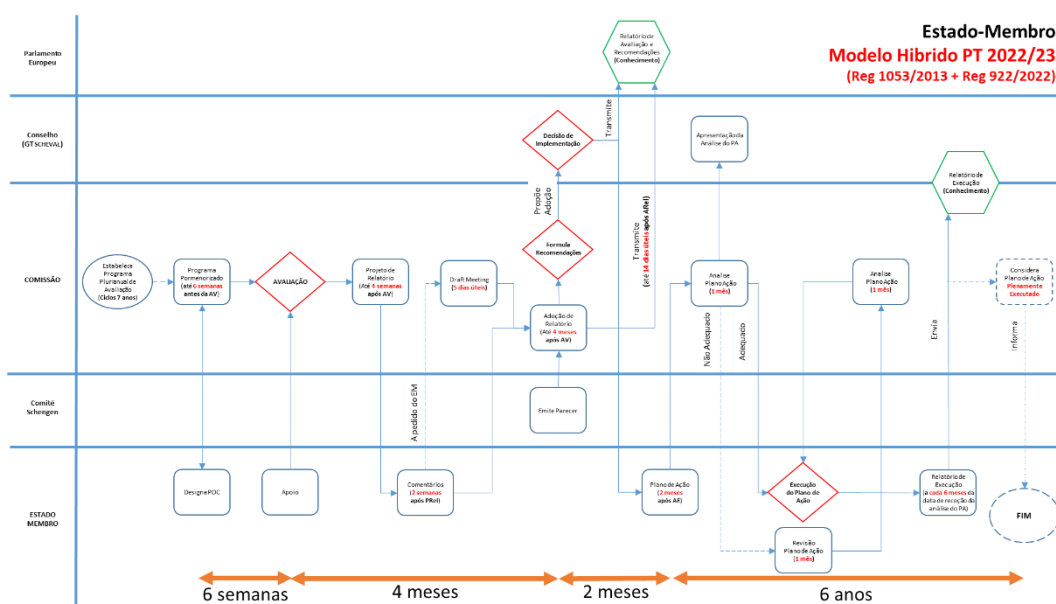 Estado-Membro
Modelo Hibrido PT 2022/23
(Reg 1053/2013 + Reg 922/2022)
Parlamento
Europeu
Relatório de
Avaliação e
Recomendações
(Conhecimento)
Conselho
(GT SCHEVAL)
Decisão de
Implementação
Transmite
Apresentação da
Análise do PA
Relatório de
Execução
(Conhecimento)
Propõe
Adoção
Transmite
(até 14 dias úteis após ARel)
COMISSÃO
Estabelece
Programa
Plurianual de
Avaliação
(Ciclos 7 anos)
Programa
Pormenorizado
(até 6 semanas
antes da AV)
AVALIAÇÃO
Projeto de
Relatório
(Até 4 semanas
após AV)
Draft Meeting
(5 dias úteis)
Formula
Recomendações
Adoção de
Relatório
(Até 4 meses
após AV)
Analise
Plano Ação
(1 mês)
Analise
Plano Ação
(1 mês)
Considera
Plano de Ação
Plenamente
Executado
Não Adequado
Adequado
Envia
Informa
Comité
Schengen
A pedido do EM
Emite Parecer
ESTADO
MEMBRO
Designa POC
Apoio
Comentários
(2 semanas
após PRel)
Plano de Ação
(2 meses
após AE)
Execução
do Plano de
Ação
Revisão
Plano de Ação
(1 mês)
Relatório de
Execução
(a cada 6 meses da
data de receção da
análise do PA)
FIM
6 semanas
4 meses
2 meses
6 anos